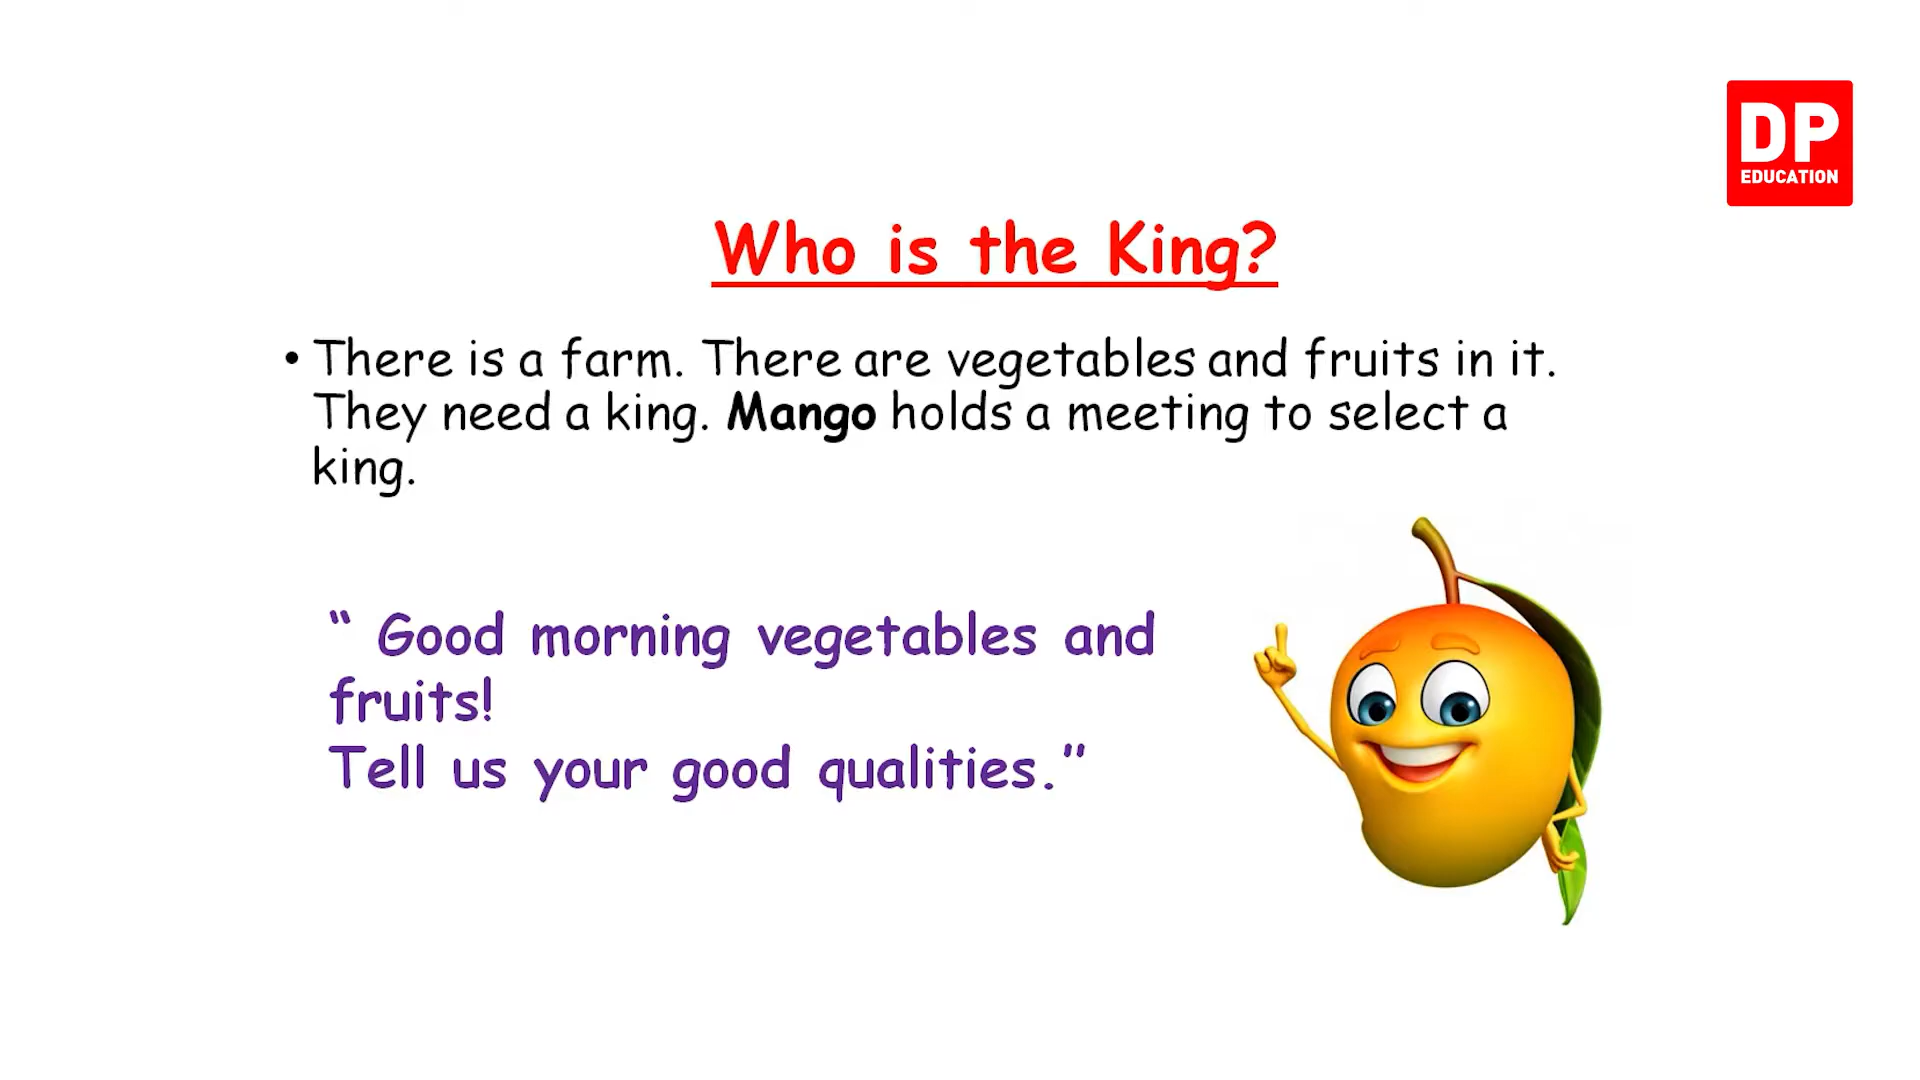 DP
EDUCATION
Who is the King?
• There is a farm. There are vegetables and fruits in it.
They need a king. Mango holds a meeting to select a
king.
“ Good morning vegetables and
fruits!
Tell us your good qualities.”